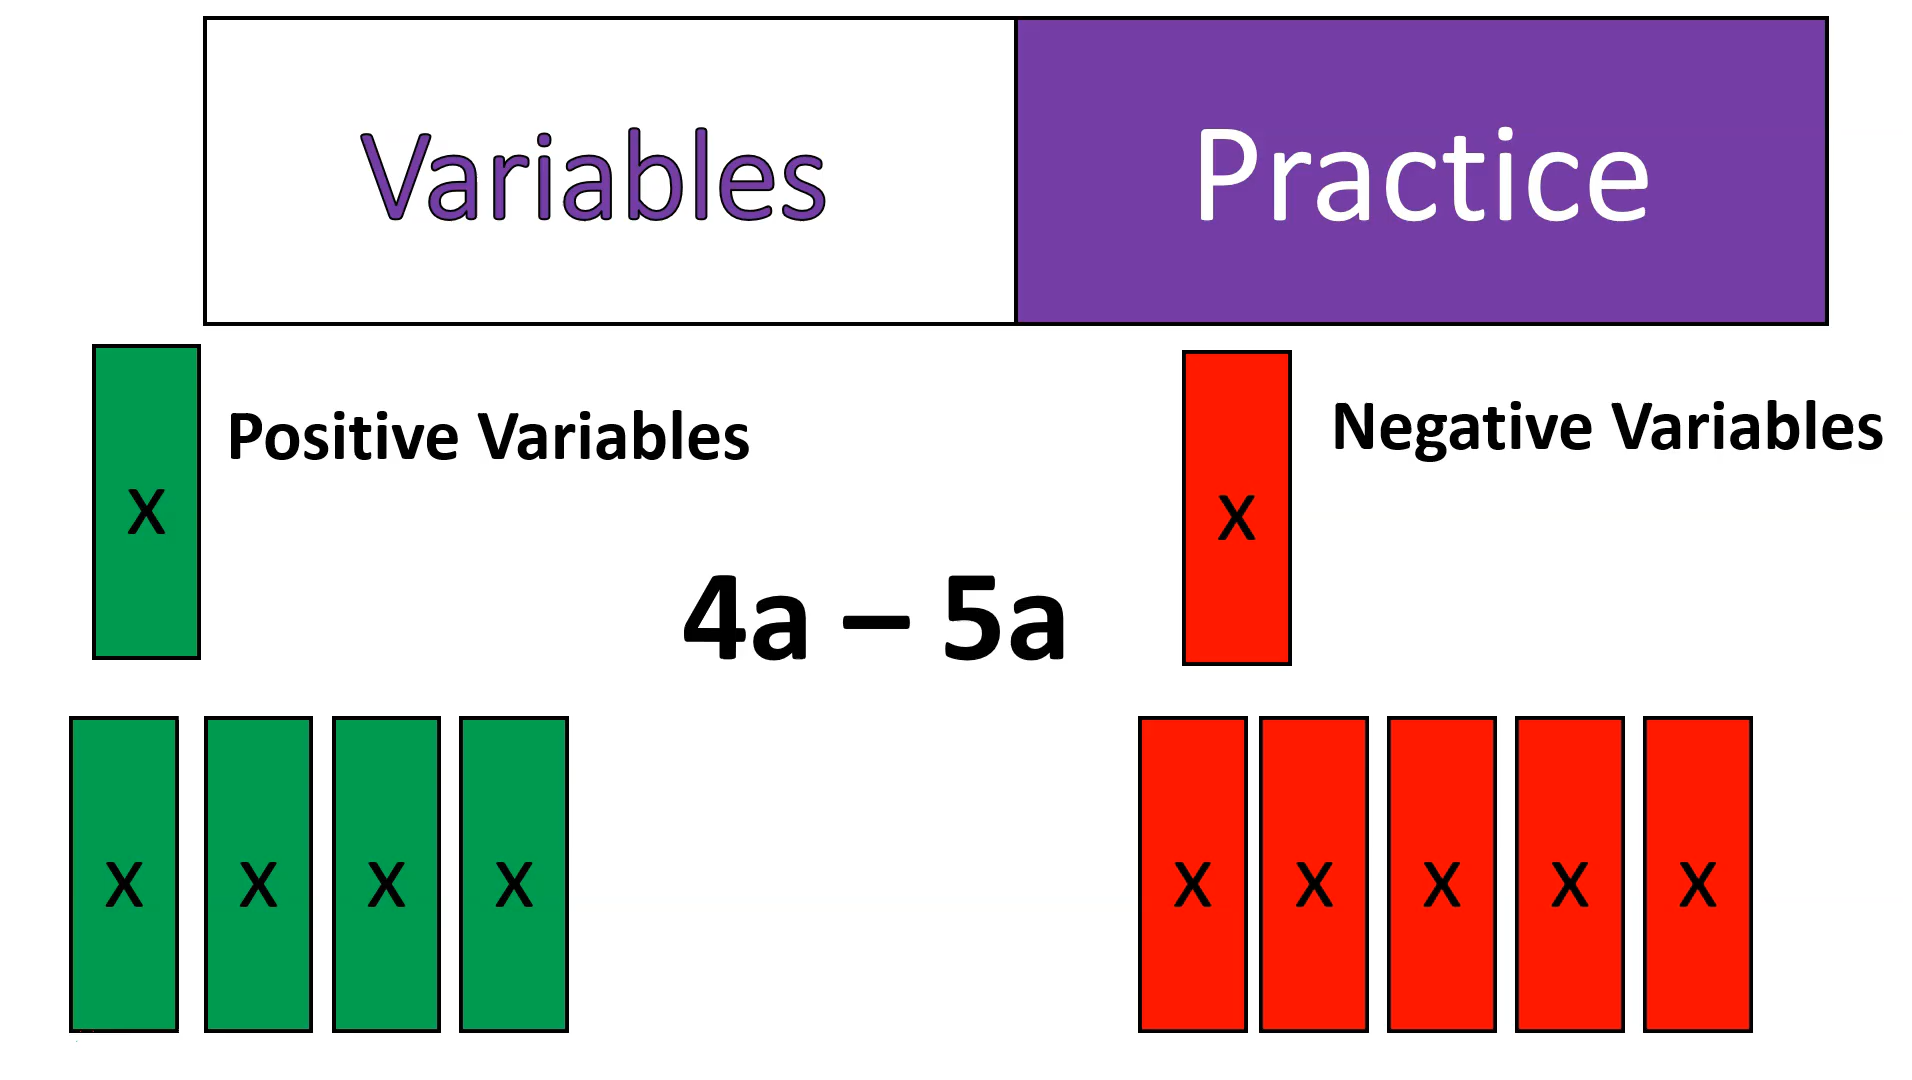 Variables Practice
Positive Variables
Negative Variables
X
X
4a – 5a
X X X X
X X X X X